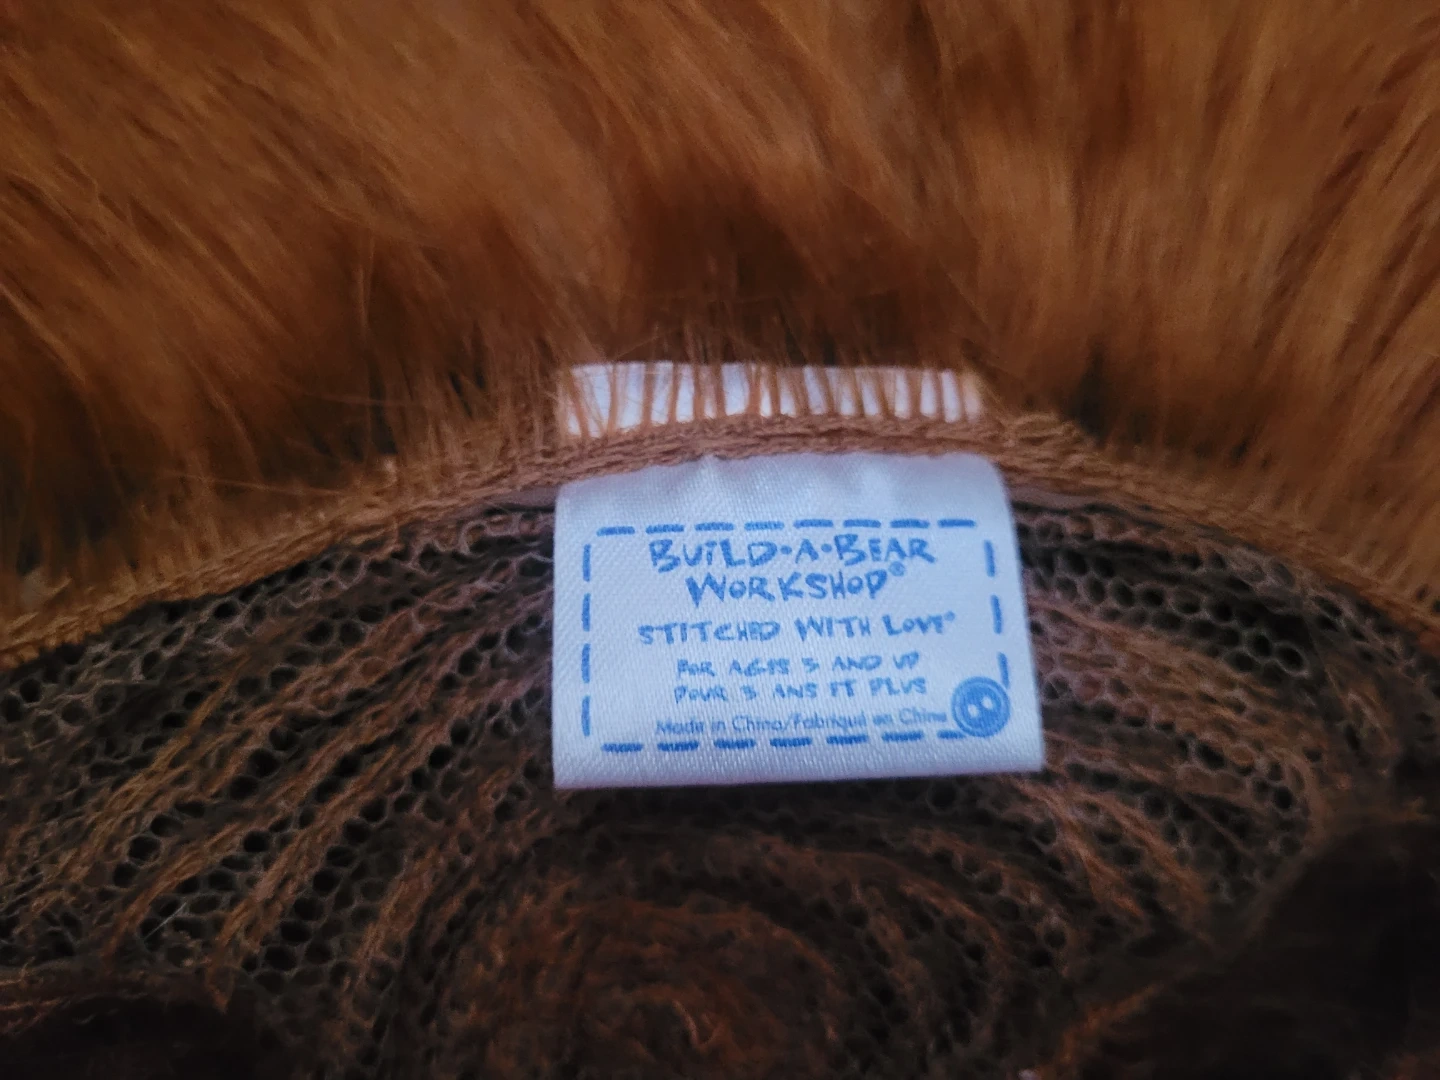 BUILD·A·BEAR
WORKSHOP®
STITCHED WITH LOVE®
FOR AGES 3 AND UP
POUR 3 ANS ET PLUS
Made in China/Fabriqué en Chine